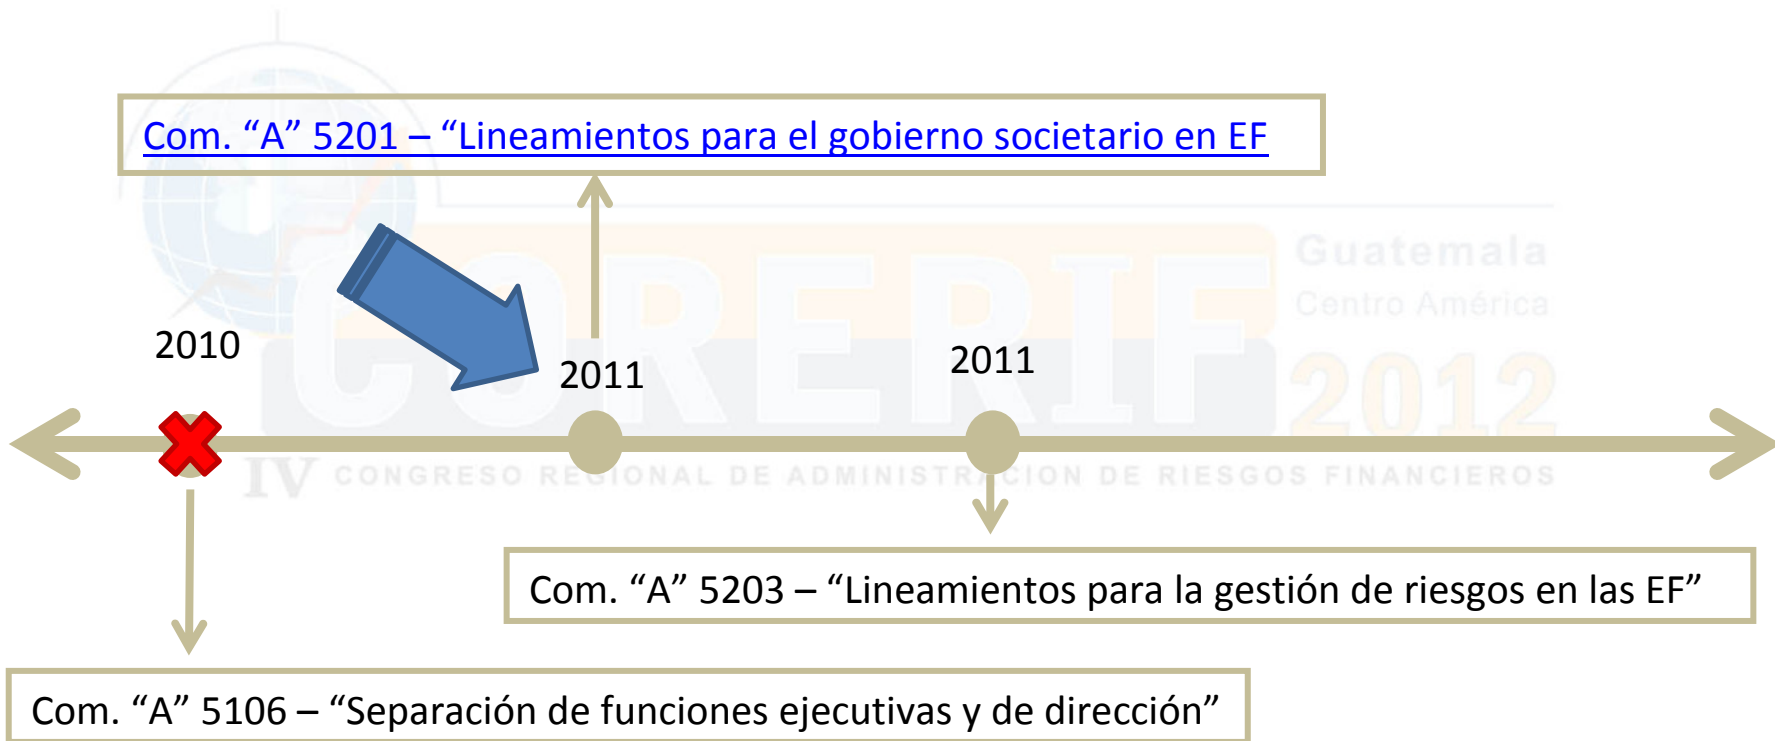 Com. “A” 5201 – “Lineamientos para el gobierno societario en EF
Guatemala
Centro América
CORERIF
2012
2010
2011
2011
IV CONGRESO REGIONAL DE ADMINISTRACION DE RIESGOS FINANCIEROS
Com. “A” 5203 – “Lineamientos para la gestión de riesgos en las EF”
Com. “A” 5106 – “Separación de funciones ejecutivas y de dirección”